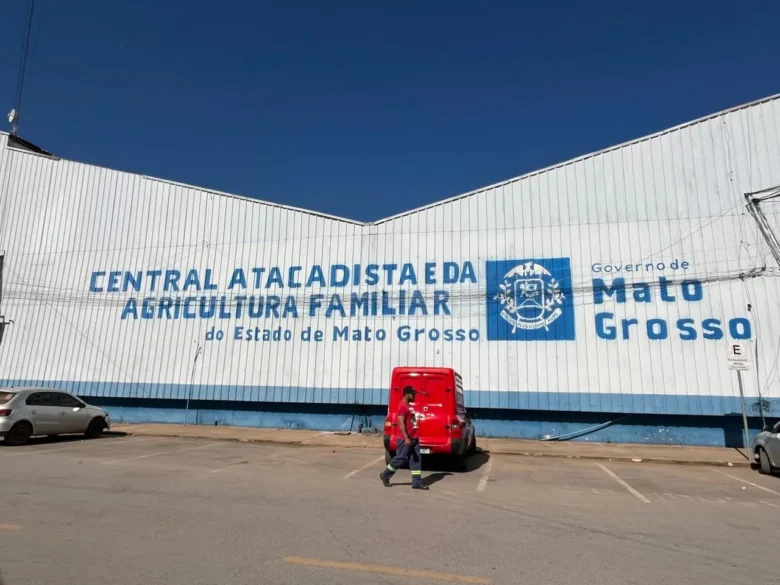 CENTRAL ATACADISTA E DA
AGRICULTURA FAMILIAR
do Estado de Mato Grosso
Governo de
Mato
Grosso
E